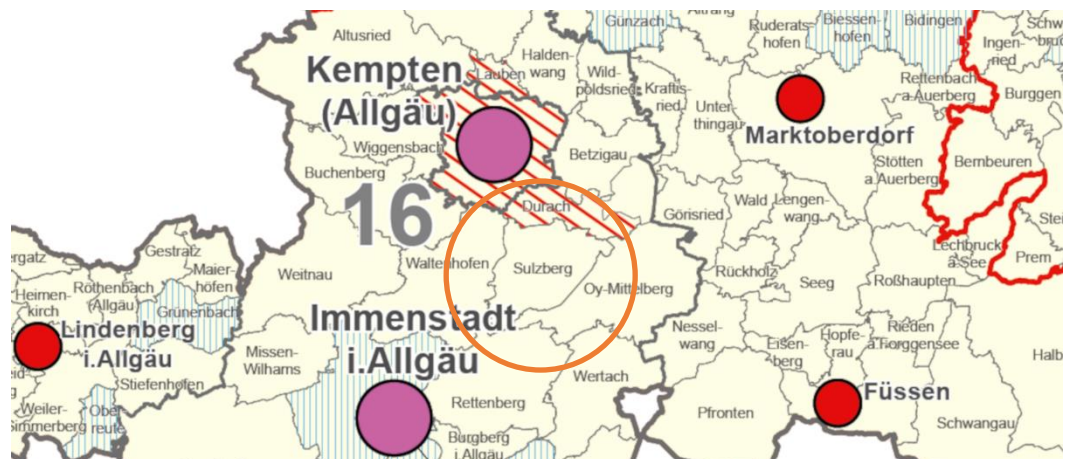 Günzach
Ruderats-
hofen
Biessen-
hofen
Bidingen
Altusried
Halden-
wang
Ingen-
ried
Kempten
(Allgäu)
Lauben
Wild-
poldsried
Kraftis-
ried
Unter
thingau
Rettenbach
a.Auerberg
Burggen
Marktoberdorf
Wiggensbach
Betzigau
Buchenberg
Stötten
a.Auerberg
Bernbeuren
16
Durach
Görisried
Wald
Lengen-
wang
Gestratz
Maier-
höfen
Weitnau
Waltenhofen
Sulzberg
Oy-Mittelberg
Rückholz
Seeg
Roßhaupten
Lechbruck
a.See
Prem
Heimen-
kirch
Röthenbach
(Allgäu)
Grünenbach
Lindenberg
i.Allgäu
Immenstadt
i.Allgäu
Missen-
Wilhams
Nessel-
wang
Eisen-
berg
Hopfe-
rau
Rieden
a.Forggensee
Stiefenhofen
Wertach
Rettenberg
Füssen
Weiler-
Simmerberg
Ober
reute
Pfronten
Schwangau
Burgberg
i.Allgäu